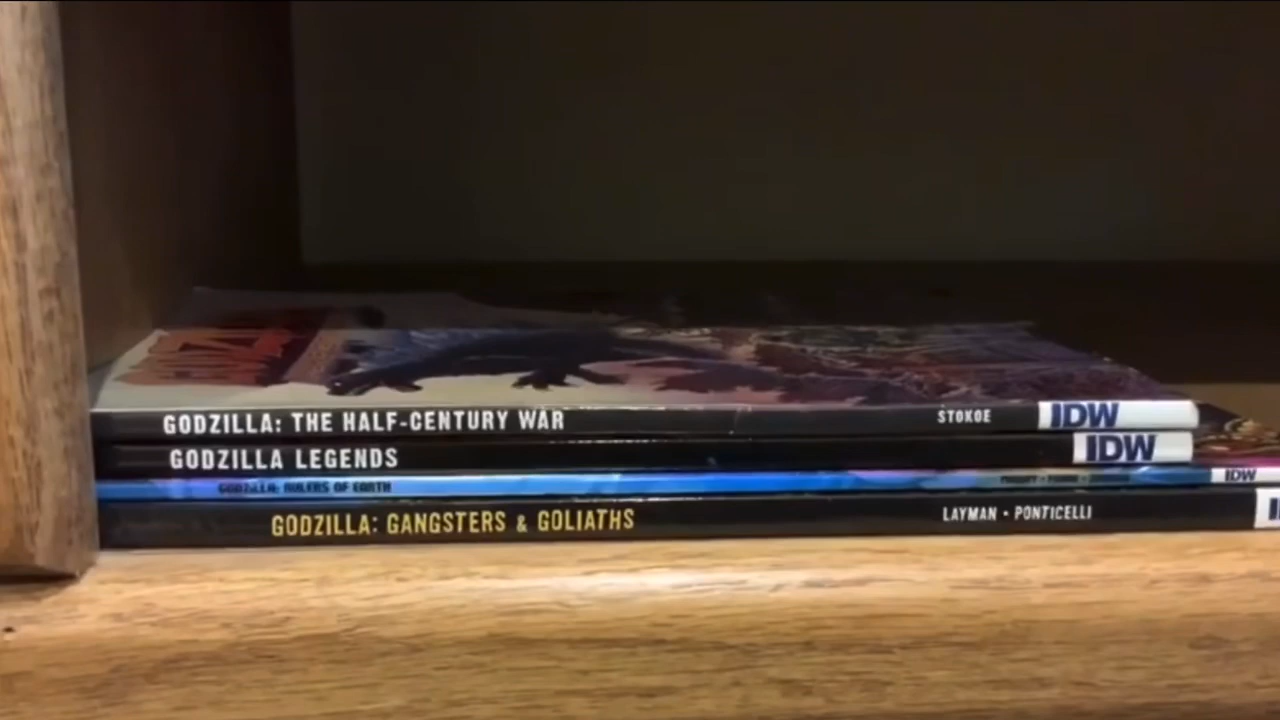 GODZILLA: THE HALF-CENTURY WAR STOKOE IDW
GODZILLA LEGENDS IDW
GODZILLA: RULERS OF EARTH IDW
GODZILLA: GANGSTERS & GOLIATHS LAYMAN • PONTICELLI